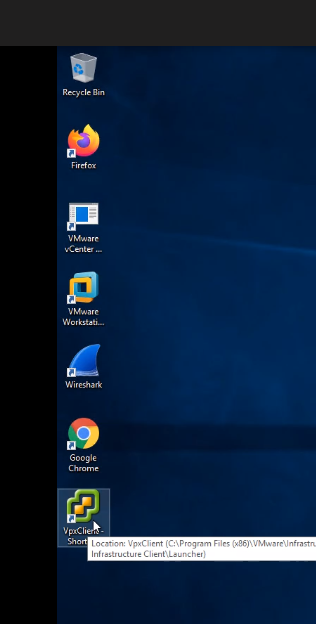 Recycle Bin
Firefox
VMware
vCenter ...
VMware
Workstati...
Wireshark
Google
Chrome
VpxClient -
Location: VpxClient (C:\Program Files (x86)\VMware\Infrastru
Infrastructure Client\Launcher)